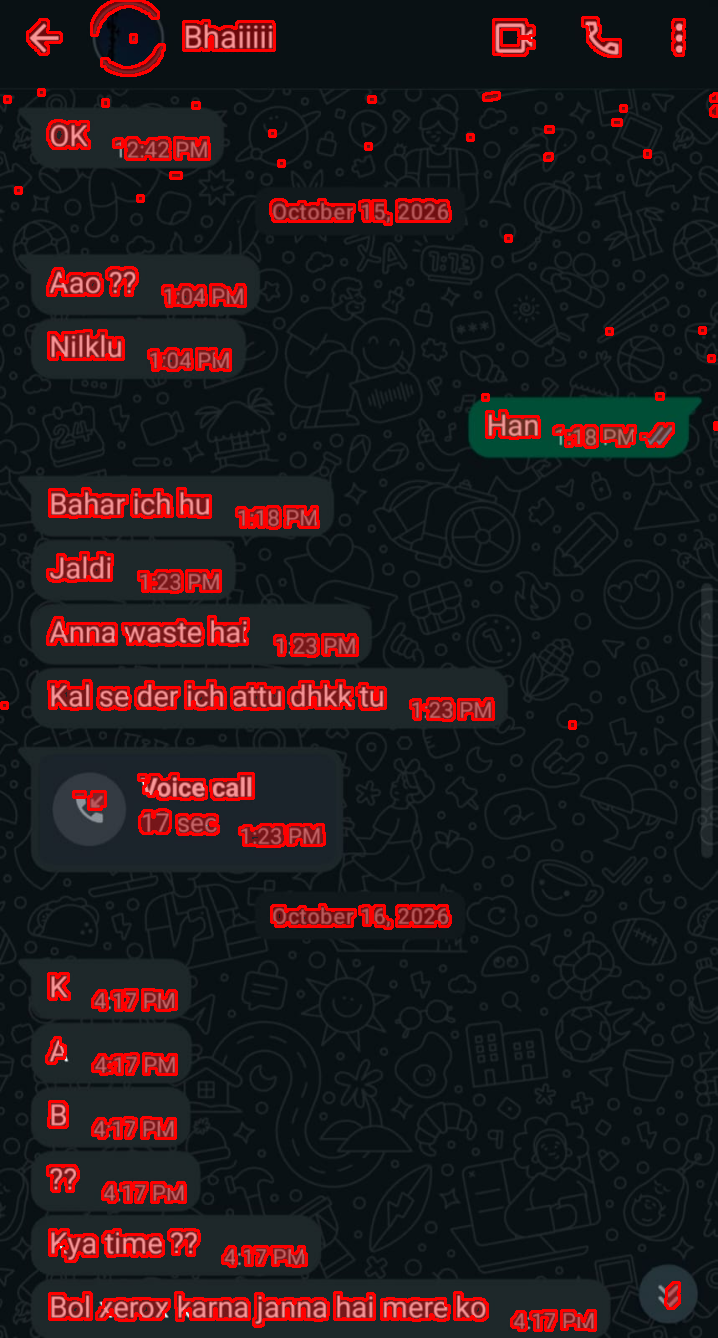 Bhaiiiii
OK 12:42 PM
October 15, 2026
Aao ?? 1:04 PM
Nilklu 1:04 PM
Han 1:18 PM
Bahar ich hu 1:18 PM
Jaldi 1:23 PM
Anna waste hai 1:23 PM
Kal se der ich attu dhkk tu 1:23 PM
Voice call
17 sec 1:23 PM
October 16, 2026
K 4:17 PM
A 4:17 PM
B 4:17 PM
?? 4:17 PM
Kya time ?? 4:17 PM
Bol xerox karna janna hai mere ko 4:17 PM